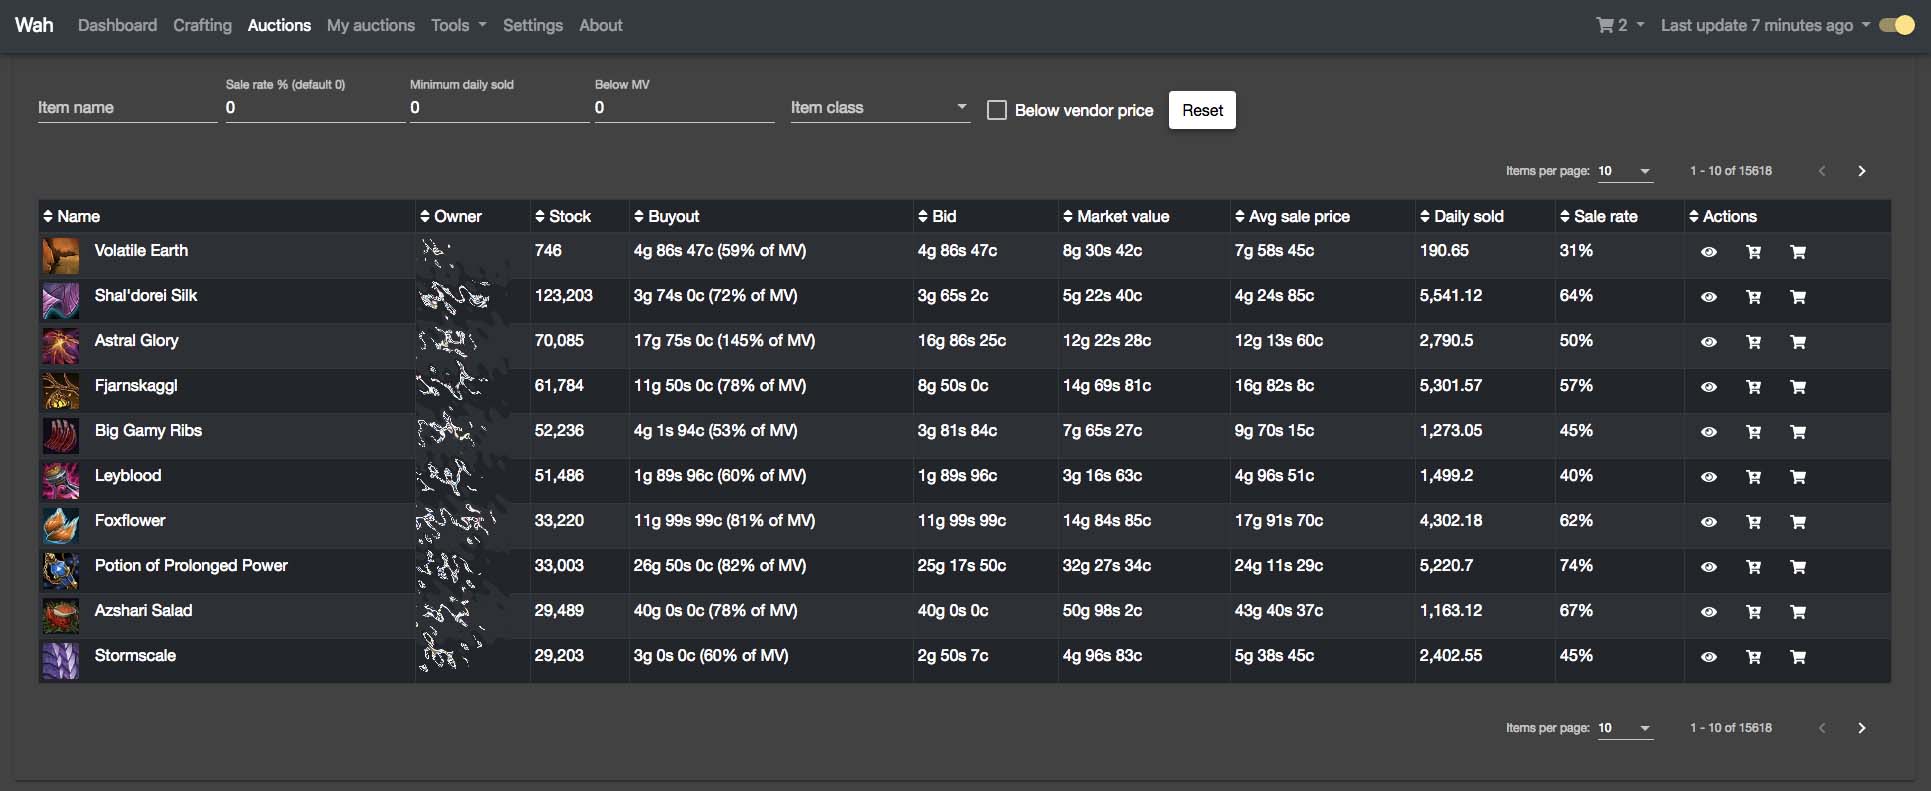 Wah Dashboard Crafting Auctions My auctions Tools Settings About 2 Last update 7 minutes ago
Sale rate % (default 0) Minimum daily sold Below MV
Item name 0 0 0 Item class Below vendor price Reset
Items per page: 10 1 - 10 of 15618
Name Owner Stock Buyout Bid Market value Avg sale price Daily sold Sale rate Actions
Volatile Earth 746 4g 86s 47c (59% of MV) 4g 86s 47c 8g 30s 42c 7g 58s 45c 190.65 31%
Shal'dorei Silk 123,203 3g 74s 0c (72% of MV) 3g 65s 2c 5g 22s 40c 4g 24s 85c 5,541.12 64%
Astral Glory 70,085 17g 75s 0c (145% of MV) 16g 86s 25c 12g 22s 28c 12g 13s 60c 2,790.5 50%
Fjarnskaggl 61,784 11g 50s 0c (78% of MV) 8g 50s 0c 14g 69s 81c 16g 82s 8c 5,301.57 57%
Big Gamy Ribs 52,236 4g 1s 94c (53% of MV) 3g 81s 84c 7g 65s 27c 9g 70s 15c 1,273.05 45%
Leyblood 51,486 1g 89s 96c (60% of MV) 1g 89s 96c 3g 16s 63c 4g 96s 51c 1,499.2 40%
Foxflower 33,220 11g 99s 99c (81% of MV) 11g 99s 99c 14g 84s 85c 17g 91s 70c 4,302.18 62%
Potion of Prolonged Power 33,003 26g 50s 0c (82% of MV) 25g 17s 50c 32g 27s 34c 24g 11s 29c 5,220.7 74%
Azshari Salad 29,489 40g 0s 0c (78% of MV) 40g 0s 0c 50g 98s 2c 43g 40s 37c 1,163.12 67%
Stormscale 29,203 3g 0s 0c (60% of MV) 2g 50s 7c 4g 96s 83c 5g 38s 45c 2,402.55 45%
Items per page: 10 1 - 10 of 15618